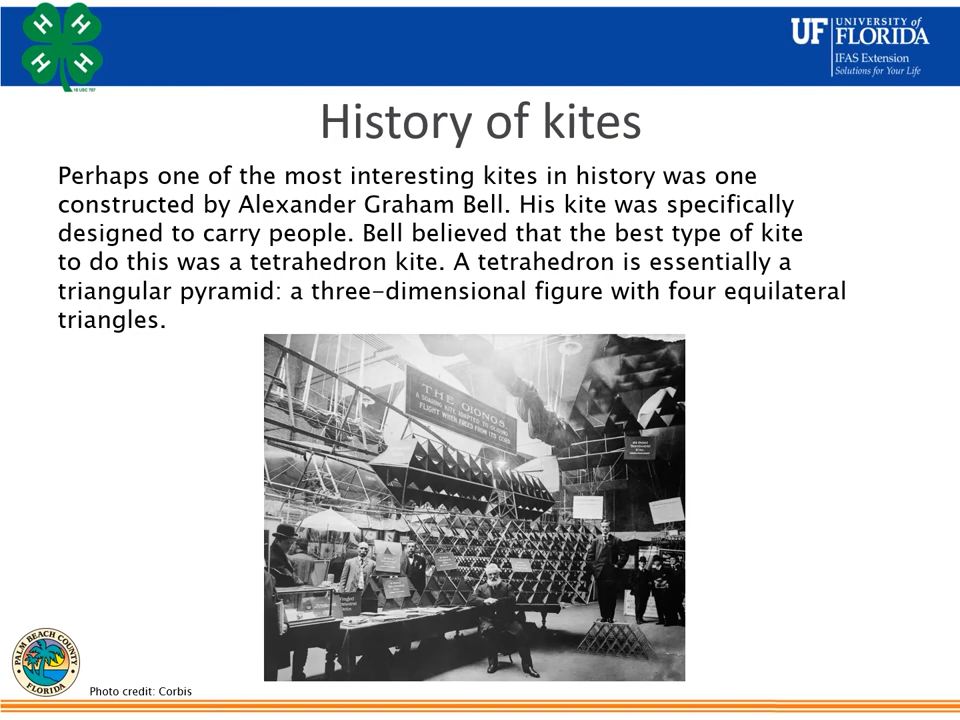 H H
H H
18 USC 707
UF UNIVERSITY of
FLORIDA
IFAS Extension
Solutions for Your Life
History of kites
Perhaps one of the most interesting kites in history was one
constructed by Alexander Graham Bell. His kite was specifically
designed to carry people. Bell believed that the best type of kite
to do this was a tetrahedron kite. A tetrahedron is essentially a
triangular pyramid: a three-dimensional figure with four equilateral
triangles.
THE OIONOS.
A SOARING KITE ADAPTED TO GLIDING
FLIGHT WHEN FREED FROM ITS CORD.
PALM BEACH COUNTY
FLORIDA
Photo credit: Corbis